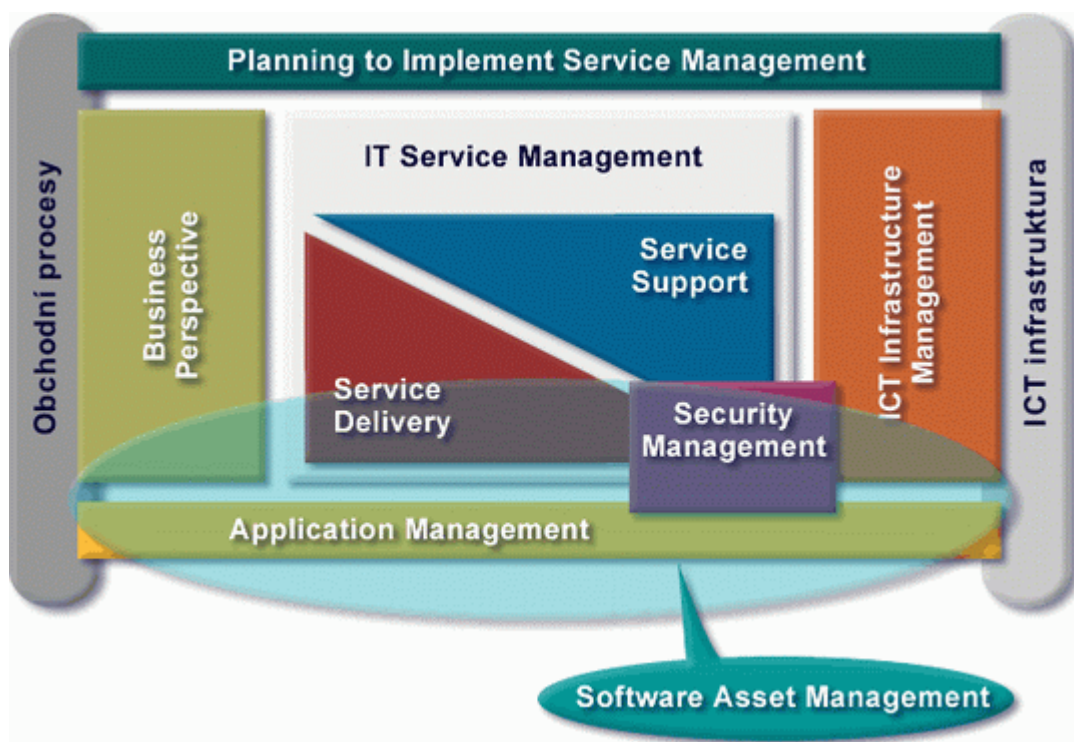 Planning to Implement Service Management
Obchodní procesy
Business
Perspective
IT Service Management
Service
Support
Service
Delivery
Security
Management
ICT Infrastructure
Management
ICT infrastruktura
Application Management
Software Asset Management